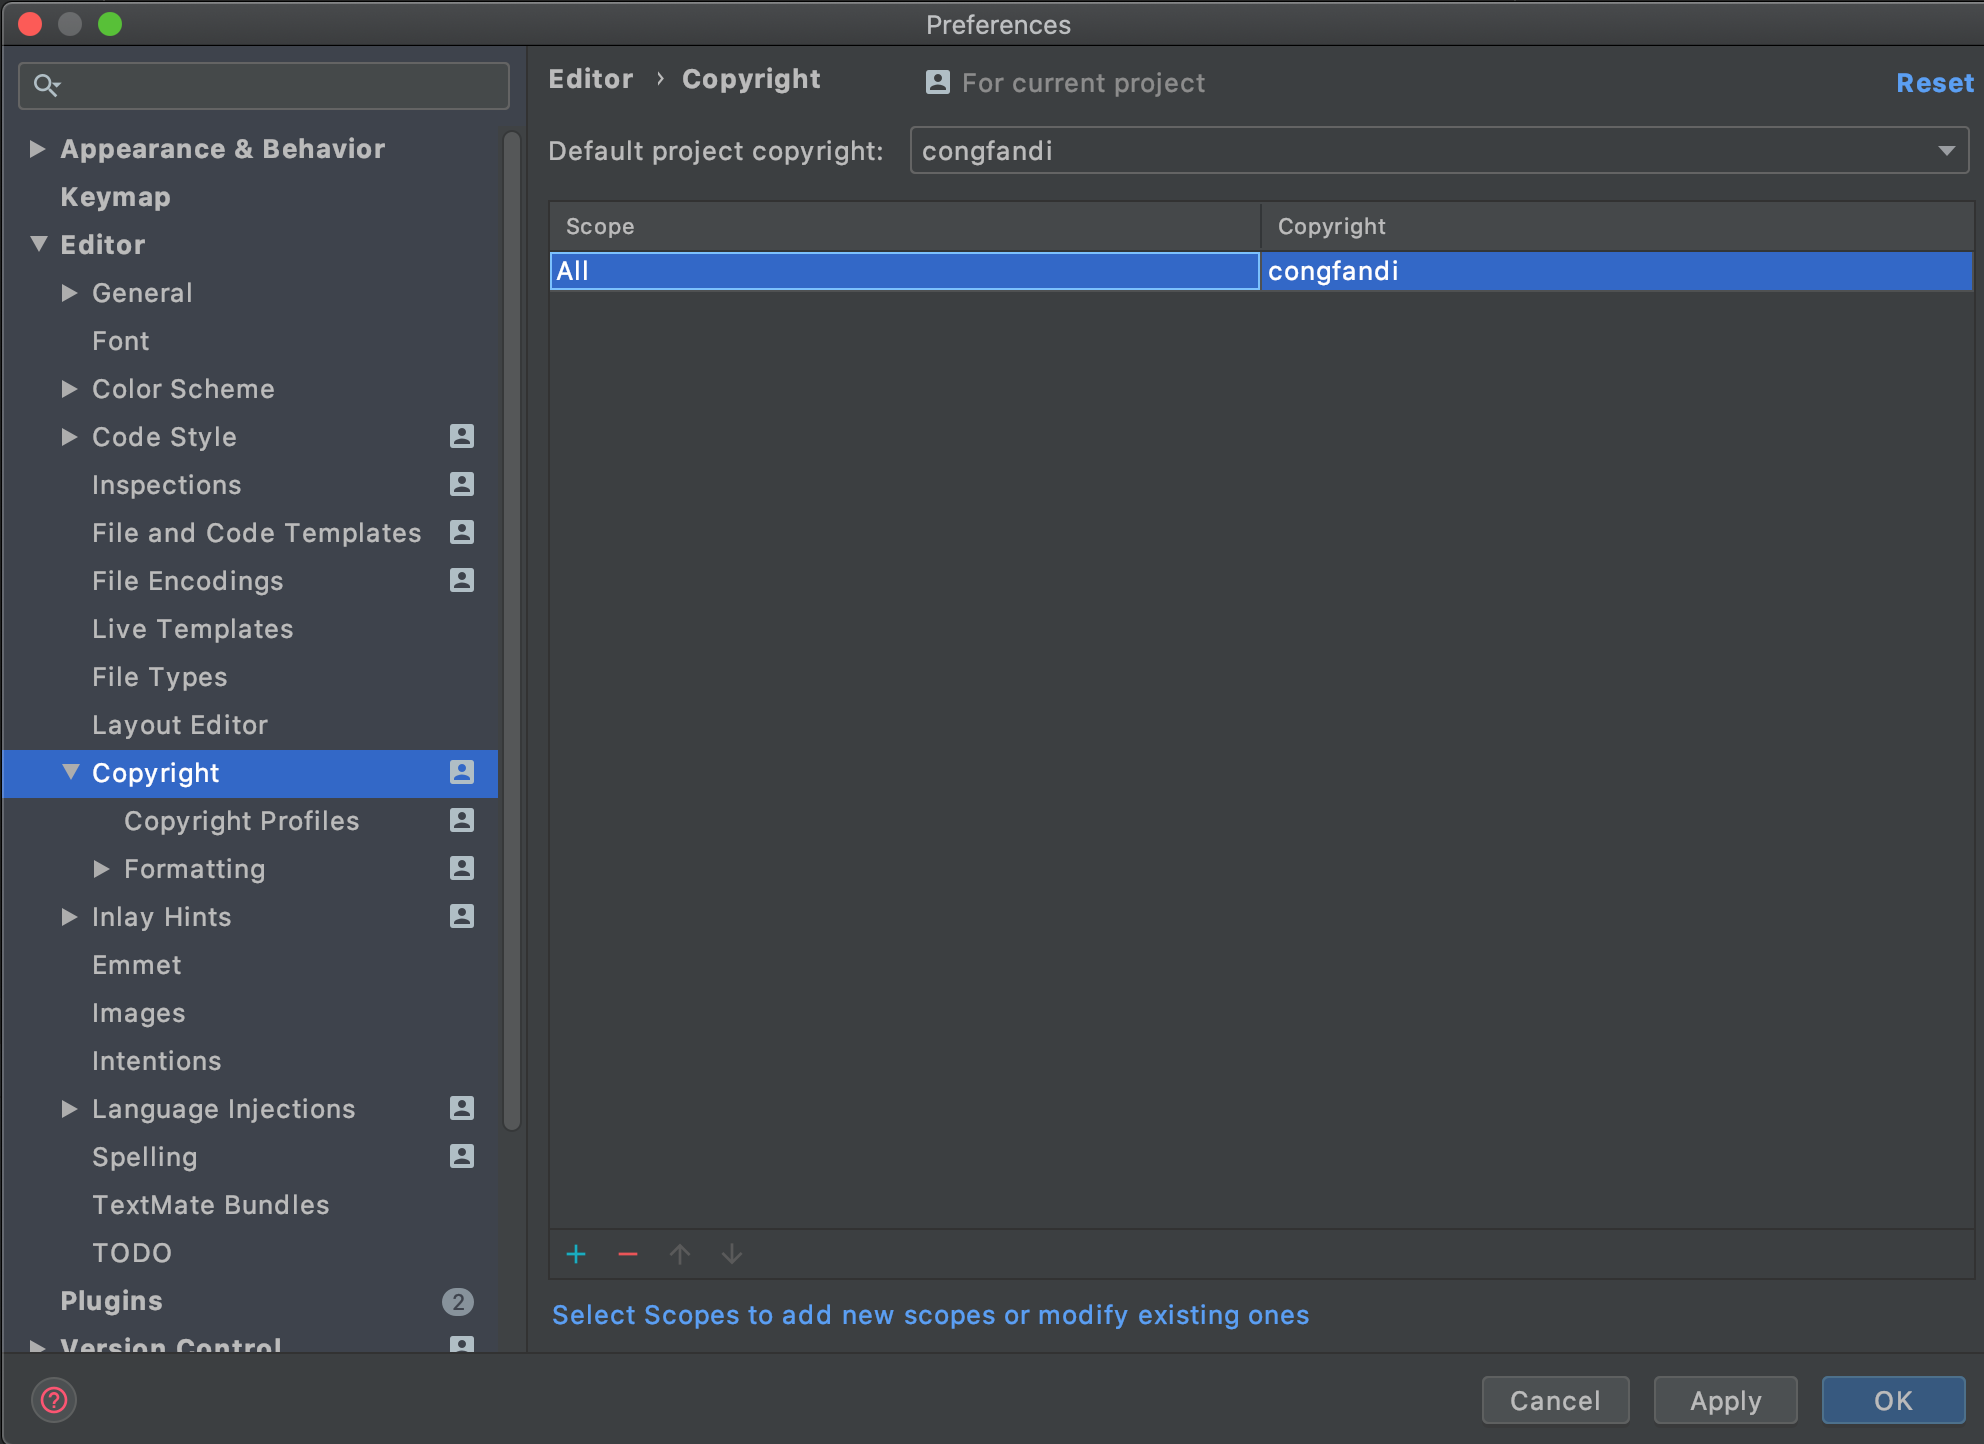 Preferences
Editor › Copyright
For current project
Reset
Default project copyright:
congfandi
Scope
Copyright
All
congfandi
Appearance & Behavior
Keymap
Editor
General
Font
Color Scheme
Code Style
Inspections
File and Code Templates
File Encodings
Live Templates
File Types
Layout Editor
Copyright
Copyright Profiles
Formatting
Inlay Hints
Emmet
Images
Intentions
Language Injections
Spelling
TextMate Bundles
TODO
Plugins
2
Version Control
Select Scopes to add new scopes or modify existing ones
?
Cancel
Apply
OK